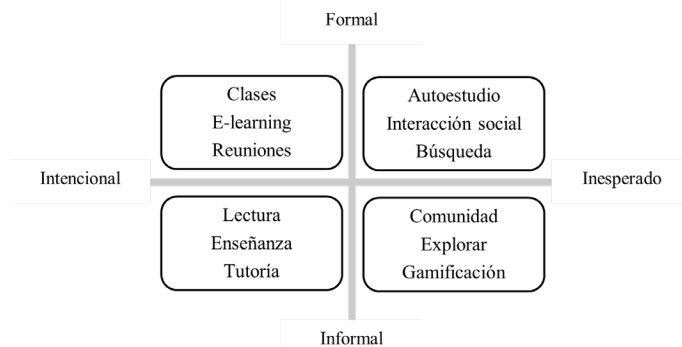 Formal
Clases
E-learning
Reuniones
Autoestudio
Interacción social
Búsqueda
Intencional
Inesperado
Lectura
Enseñanza
Tutoría
Comunidad
Explorar
Gamificación
Informal